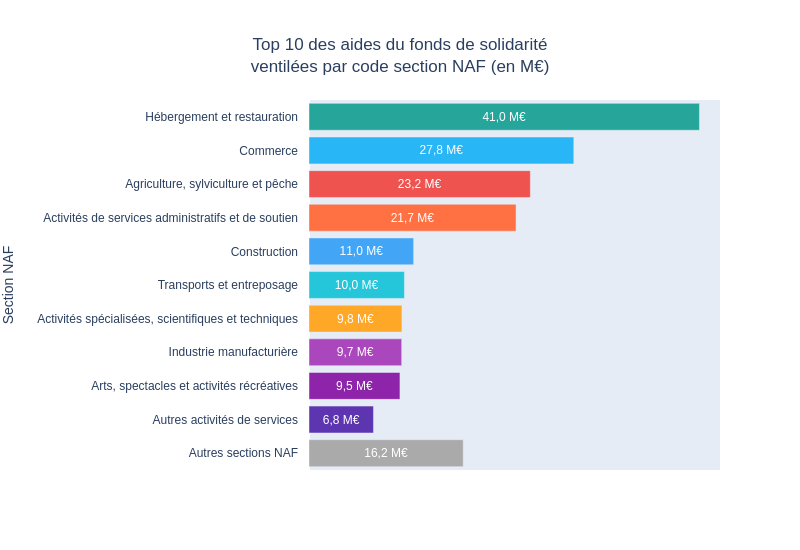 Top 10 des aides du fonds de solidarité
ventilées par code section NAF (en M€)
Section NAF
Hébergement et restauration 41,0 M€
Commerce 27,8 M€
Agriculture, sylviculture et pêche 23,2 M€
Activités de services administratifs et de soutien 21,7 M€
Construction 11,0 M€
Transports et entreposage 10,0 M€
Activités spécialisées, scientifiques et techniques 9,8 M€
Industrie manufacturière 9,7 M€
Arts, spectacles et activités récréatives 9,5 M€
Autres activités de services 6,8 M€
Autres sections NAF 16,2 M€